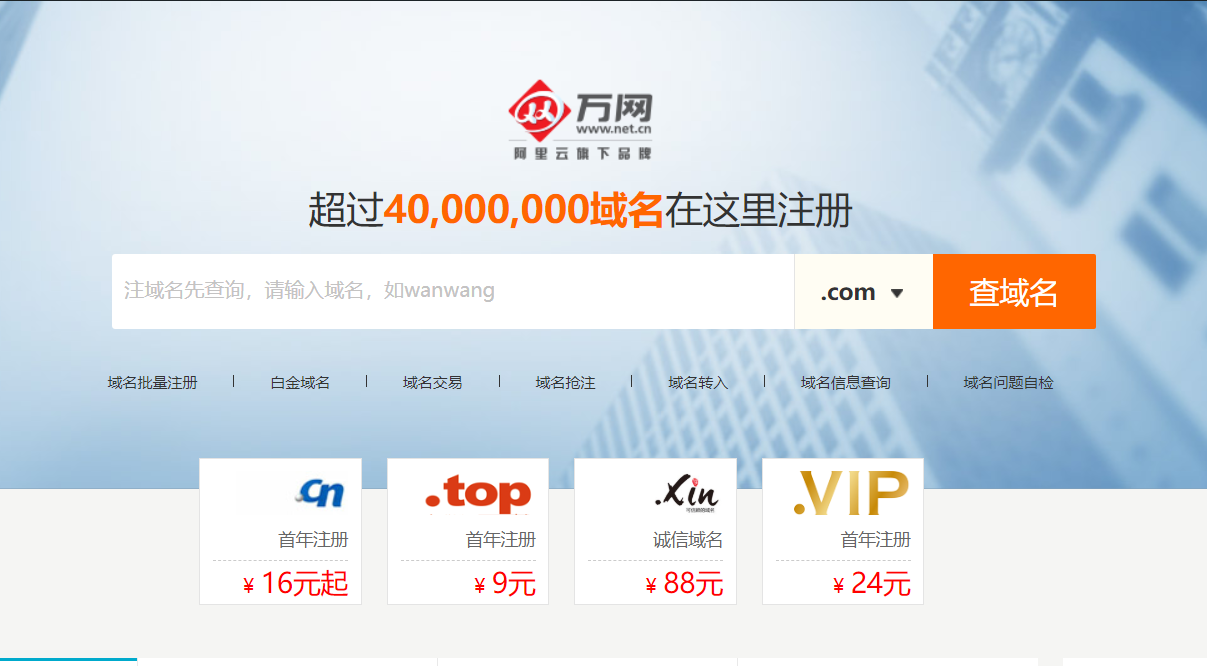 万网
www.net.cn
阿里云旗下品牌
超过40,000,000域名在这里注册
注域名先查询，请输入域名，如wanwang
.com
查域名
域名批量注册 | 白金域名 | 域名交易 | 域名抢注 | 域名转入 | 域名信息查询 | 域名问题自检
.cn
首年注册
¥ 16元起
.top
首年注册
¥ 9元
.Xin
可信赖的域名
诚信域名
¥ 88元
.VIP
首年注册
¥ 24元